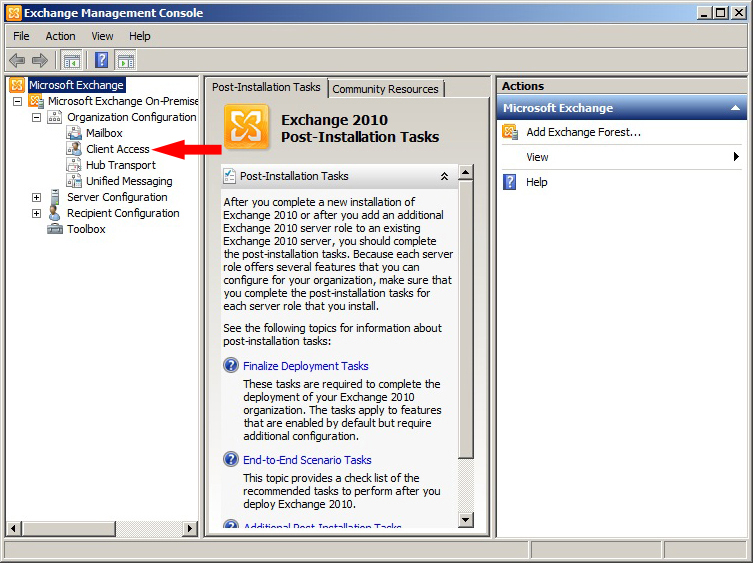 Exchange Management Console
File Action View Help
Microsoft Exchange
Microsoft Exchange On-Premise
Organization Configuration
Mailbox
Client Access
Hub Transport
Unified Messaging
Server Configuration
Recipient Configuration
Toolbox
Post-Installation Tasks
Community Resources
Exchange 2010
Post-Installation Tasks
Post-Installation Tasks
After you complete a new installation of
Exchange 2010 or after you add an additional
Exchange 2010 server role to an existing
Exchange 2010 server, you should complete
the post-installation tasks. Because each server
role offers several features that you can
configure for your organization, make sure that
you complete the post-installation tasks for
each server role that you install.
See the following topics for information about
post-installation tasks:
Finalize Deployment Tasks
These tasks are required to complete the
deployment of your Exchange 2010
organization. The tasks apply to features
that are enabled by default but require
additional configuration.
End-to-End Scenario Tasks
This topic provides a check list of the
recommended tasks to perform after you
deploy Exchange 2010.
Additional Post-Installation Tasks
Actions
Microsoft Exchange
Add Exchange Forest...
View
Help